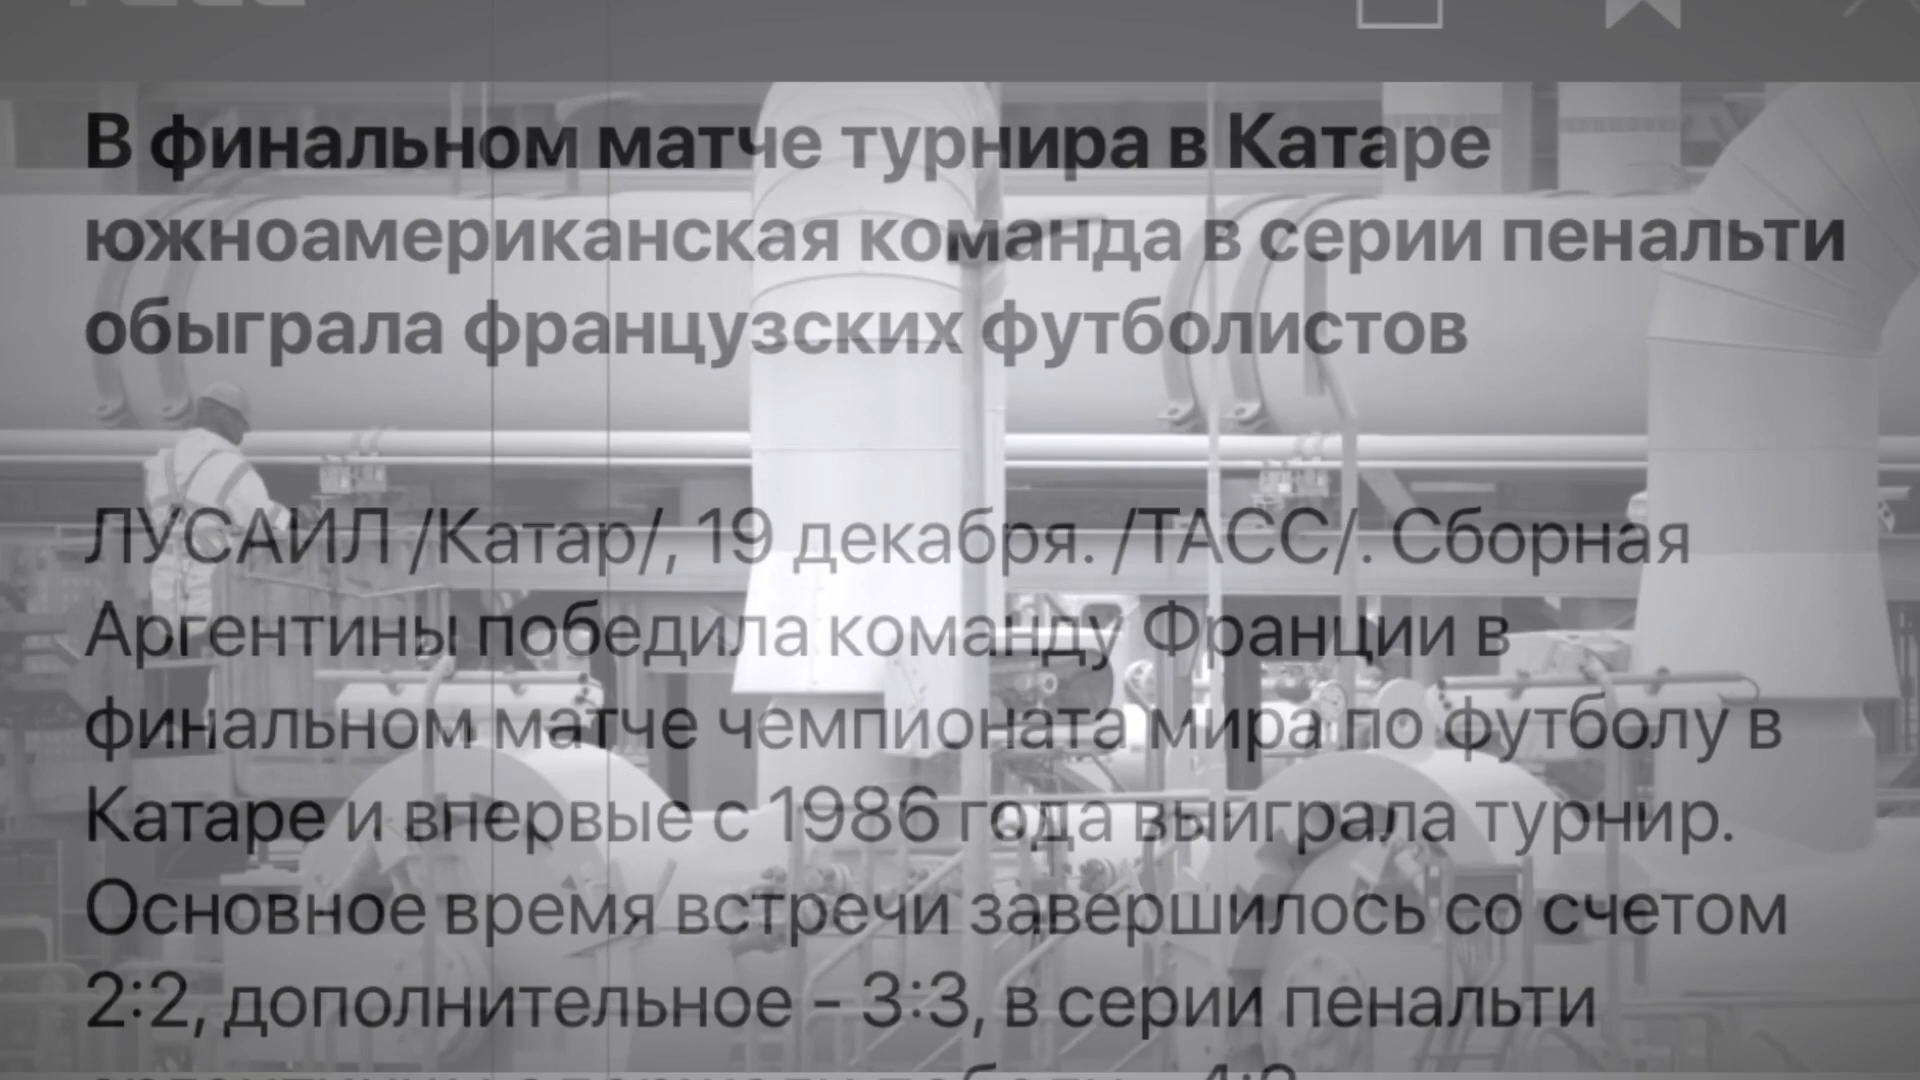 В финальном матче турнира в Катаре
южноамериканская команда в серии пенальти
обыграла французских футболистов
ЛУСАИЛ /Катар/, 19 декабря. /ТАСС/. Сборная
Аргентины победила команду Франции в
финальном матче чемпионата мира по футболу в
Катаре и впервые с 1986 года выиграла турнир.
Основное время встречи завершилось со счетом
2:2, дополнительное – 3:3, в серии пенальти